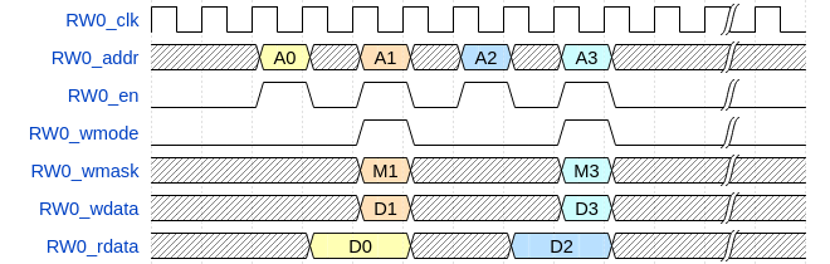 RW0_clk
RW0_addr A0 A1 A2 A3
RW0_en
RW0_wmode
RW0_wmask M1 M3
RW0_wdata D1 D3
RW0_rdata D0 D2